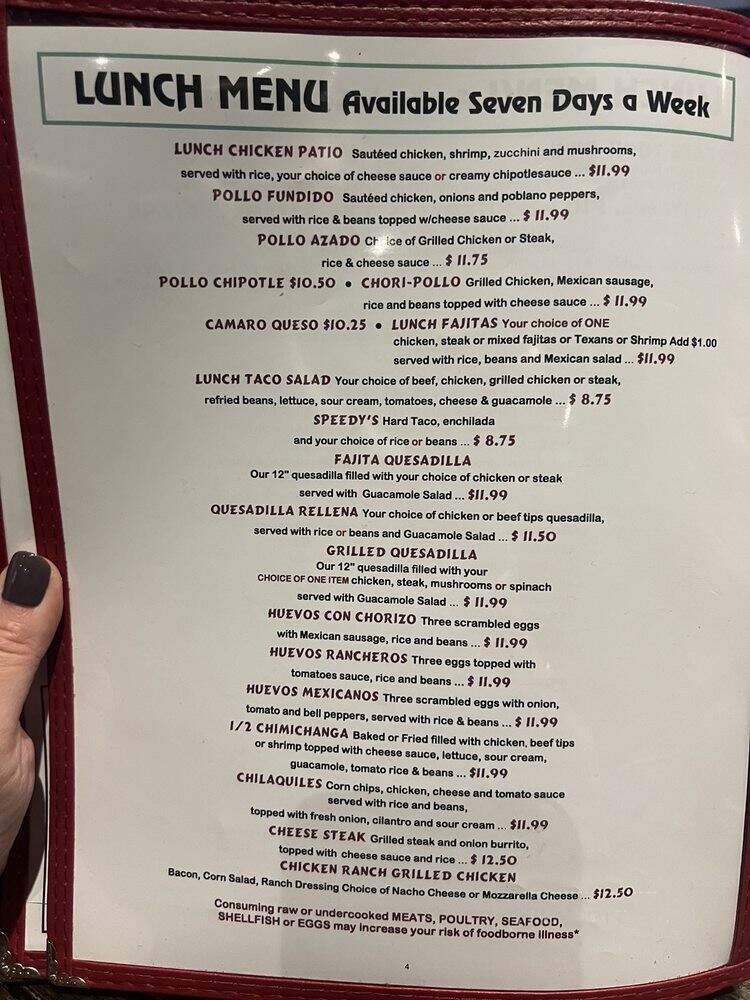 LUNCH MENU Available Seven Days a Week
LUNCH CHICKEN PATIO Sautéed chicken, shrimp, zucchini and mushrooms,
served with rice, your choice of cheese sauce or creamy chipotlesauce ... $11.99
POLLO FUNDIDO Sautéed chicken, onions and poblano peppers,
served with rice & beans topped w/cheese sauce ... $ 11.99
POLLO AZADO Choice of Grilled Chicken or Steak,
rice & cheese sauce ... $ 11.75
POLLO CHIPOTLE $10.50 • CHORI-POLLO Grilled Chicken, Mexican sausage,
rice and beans topped with cheese sauce ... $ 11.99
CAMARO QUESO $10.25 • LUNCH FAJITAS Your choice of ONE
chicken, steak or mixed fajitas or Texans or Shrimp Add $1.00
served with rice, beans and Mexican salad ... $11.99
LUNCH TACO SALAD Your choice of beef, chicken, grilled chicken or steak,
refried beans, lettuce, sour cream, tomatoes, cheese & guacamole ... $ 8.75
SPEEDY'S Hard Taco, enchilada
and your choice of rice or beans ... $ 8.75
FAJITA QUESADILLA
Our 12" quesadilla filled with your choice of chicken or steak
served with Guacamole Salad ... $11.99
QUESADILLA RELLENA Your choice of chicken or beef tips quesadilla,
served with rice or beans and Guacamole Salad ... $ 11.50
GRILLED QUESADILLA
Our 12" quesadilla filled with your
CHOICE OF ONE ITEM chicken, steak, mushrooms or spinach
served with Guacamole Salad ... $ 11.99
HUEVOS CON CHORIZO Three scrambled eggs
with Mexican sausage, rice and beans ... $ 11.99
HUEVOS RANCHEROS Three eggs topped with
tomatoes sauce, rice and beans ... $ 11.99
HUEVOS MEXICANOS Three scrambled eggs with onion,
tomato and bell peppers, served with rice & beans ... $ 11.99
1/2 CHIMICHANGA Baked or Fried filled with chicken, beef tips
or shrimp topped with cheese sauce, lettuce, sour cream,
guacamole, tomato rice & beans ... $11.99
CHILAQUILES Corn chips, chicken, cheese and tomato sauce
served with rice and beans,
topped with fresh onion, cilantro and sour cream ... $11.99
CHEESE STEAK Grilled steak and onion burrito,
topped with cheese sauce and rice ... $ 12.50
CHICKEN RANCH GRILLED CHICKEN
Bacon, Corn Salad, Ranch Dressing Choice of Nacho Cheese or Mozzarella Cheese ... $12.50
Consuming raw or undercooked MEATS, POULTRY, SEAFOOD,
SHELLFISH or EGGS may increase your risk of foodborne illness*
4